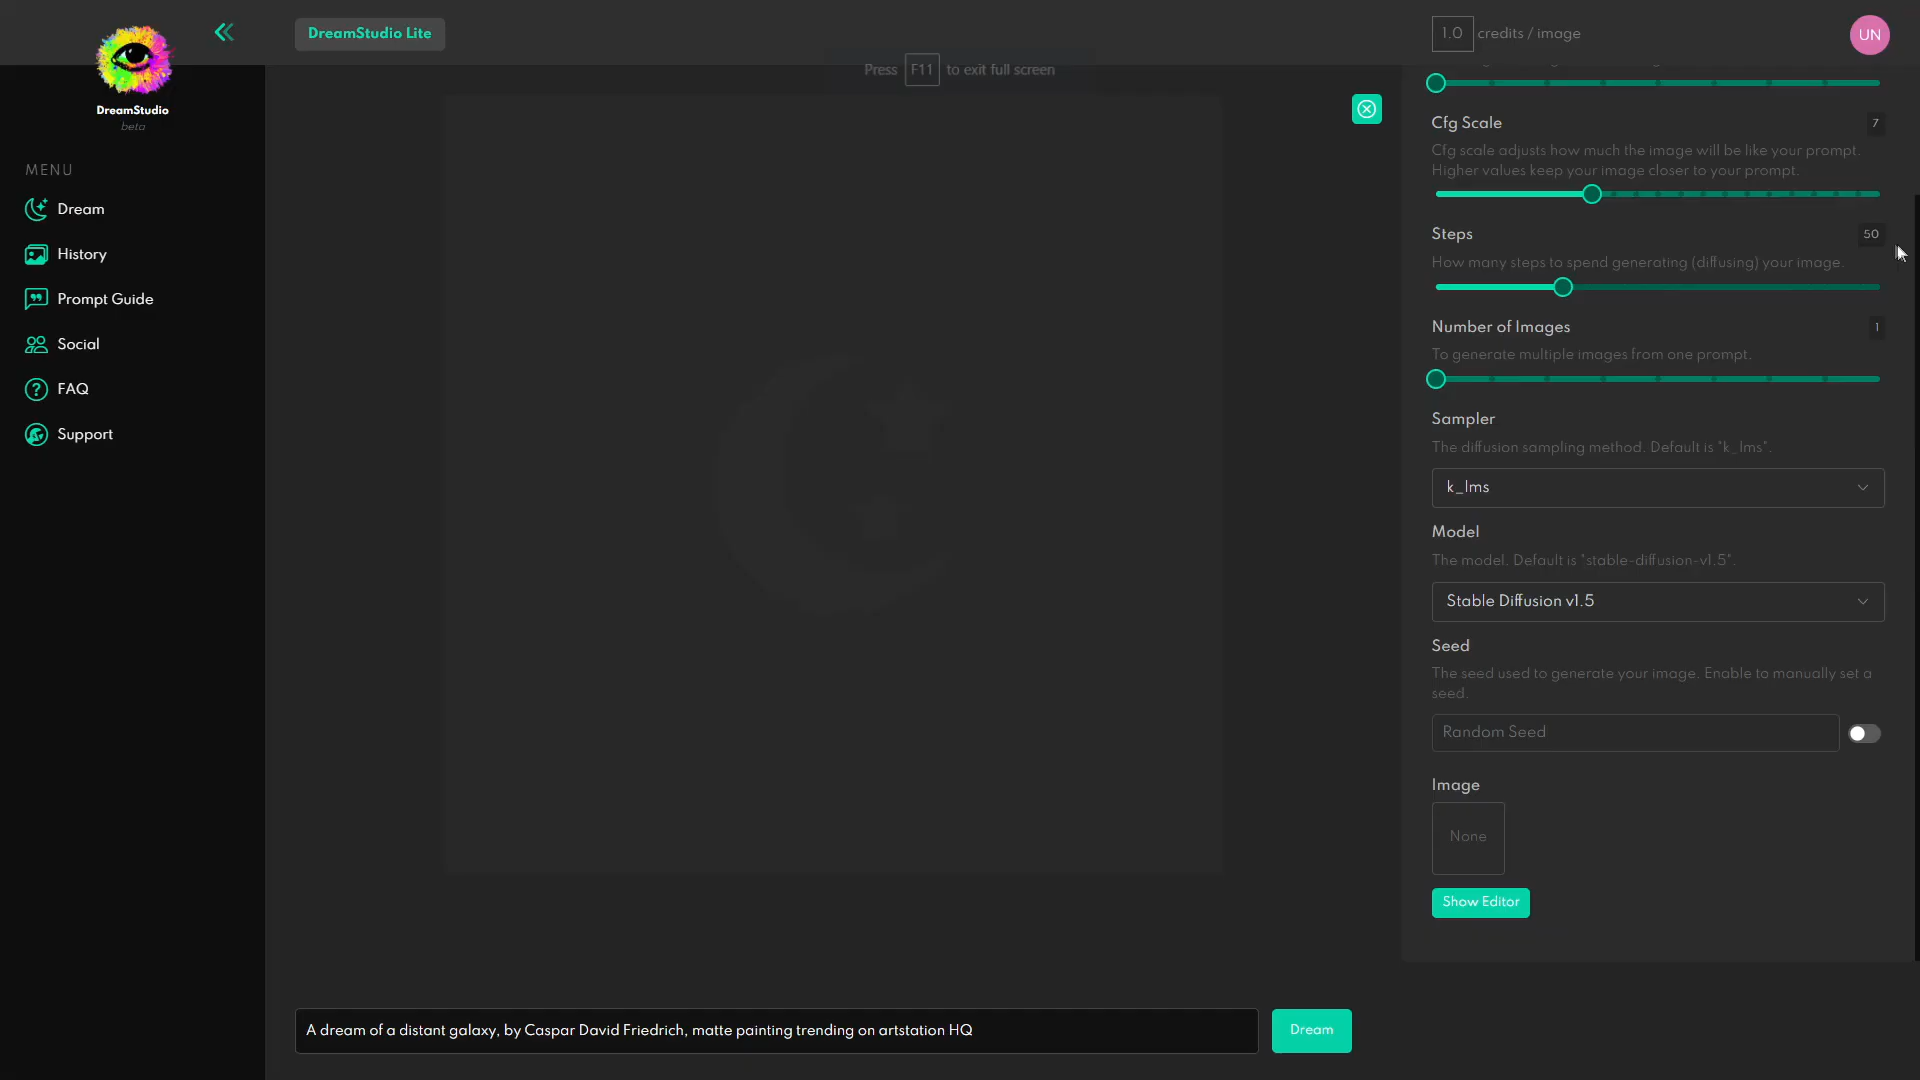 DreamStudio Lite
1.0 credits / image
UN
Press F11 to exit full screen
DreamStudio
beta
MENU
Dream
History
Prompt Guide
Social
FAQ
Support
Cfg Scale
7
Cfg scale adjusts how much the image will be like your prompt.
Higher values keep your image closer to your prompt.
Steps
50
How many steps to spend generating (diffusing) your image.
Number of Images
1
To generate multiple images from one prompt.
Sampler
The diffusion sampling method. Default is "k_lms".
k_lms
Model
The model. Default is "stable-diffusion-v1.5".
Stable Diffusion v1.5
Seed
The seed used to generate your image. Enable to manually set a
seed.
Random Seed
Image
None
Show Editor
A dream of a distant galaxy, by Caspar David Friedrich, matte painting trending on artstation HQ
Dream